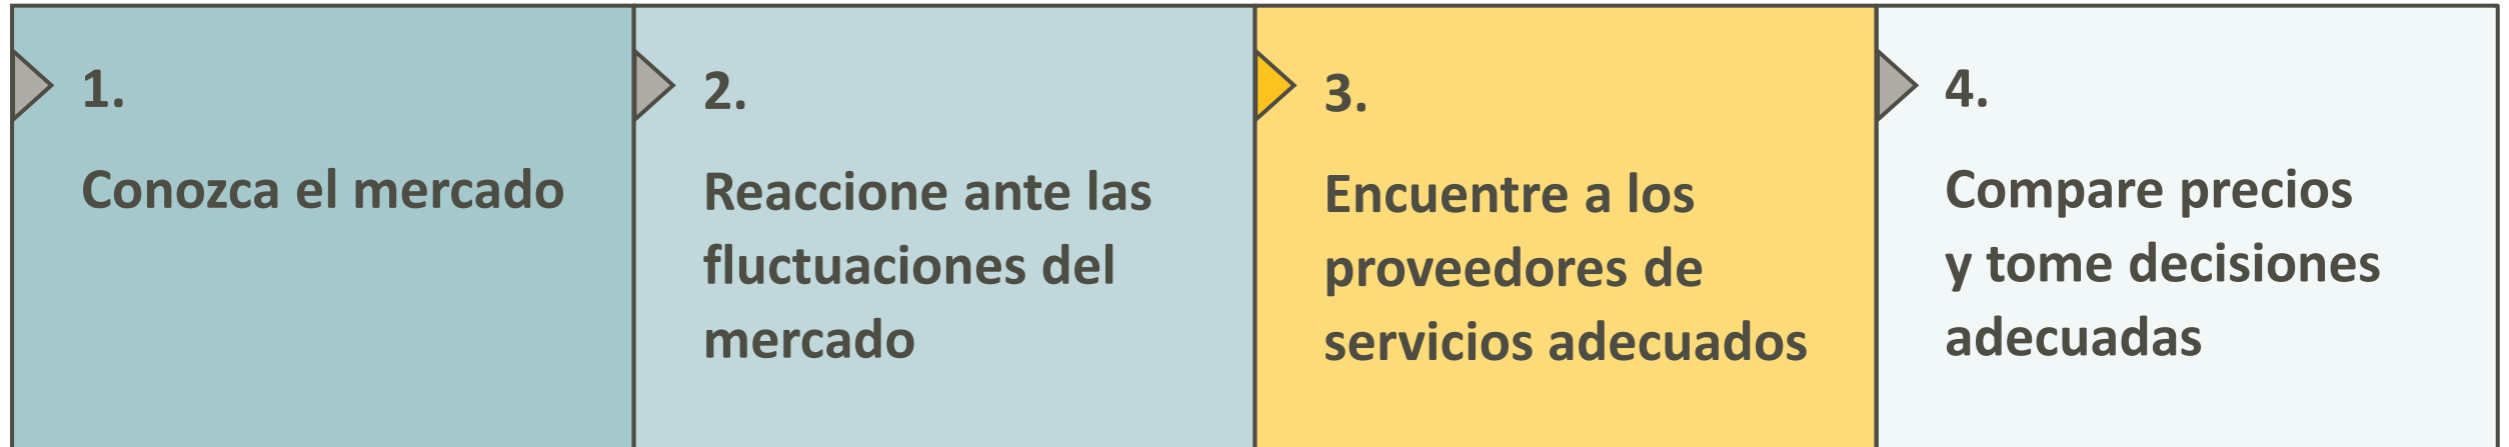 1.
Conozca el mercado
2.
Reaccione ante las
fluctuaciones del
mercado
3.
Encuentre a los
proveedores de
servicios adecuados
4.
Compare precios
y tome decisiones
adecuadas